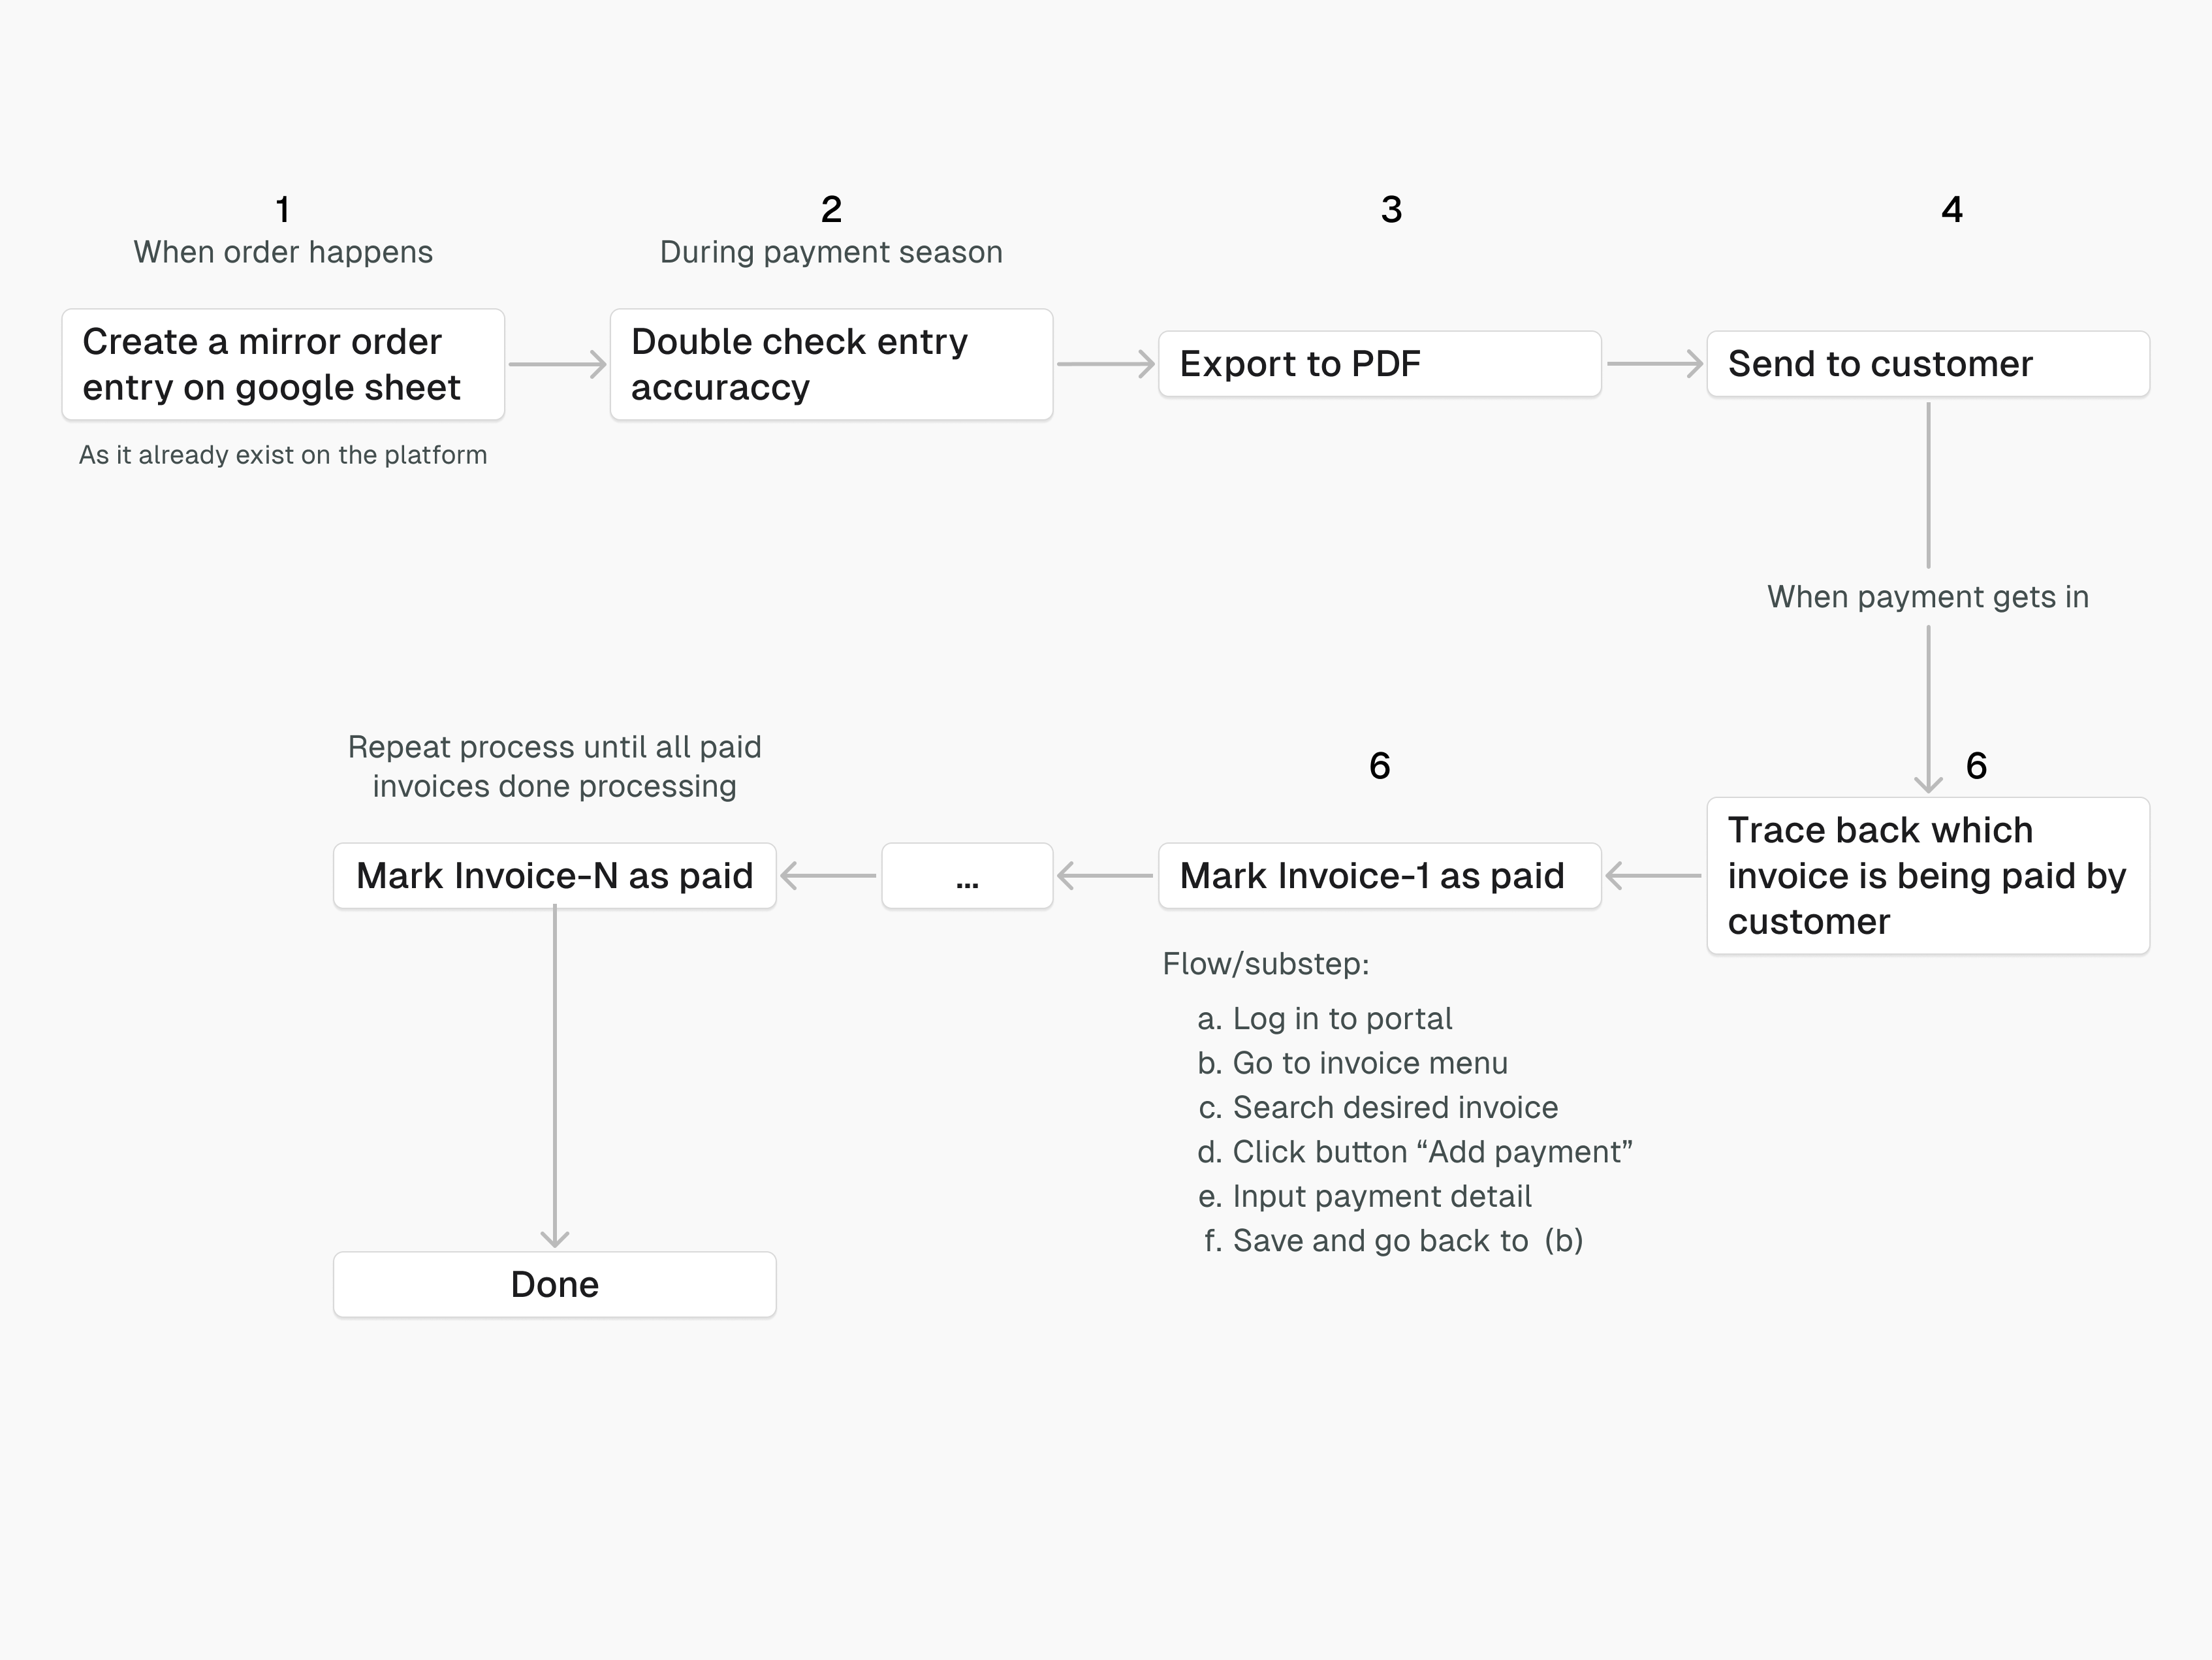 1
When order happens
Create a mirror order
entry on google sheet
As it already exist on the platform
2
During payment season
Double check entry
accuraccy
3
Export to PDF
4
Send to customer
When payment gets in
6
Trace back which
invoice is being paid by
customer
6
Mark Invoice-1 as paid
Flow/substep:
a. Log in to portal
b. Go to invoice menu
c. Search desired invoice
d. Click button “Add payment”
e. Input payment detail
f. Save and go back to (b)
...
Repeat process until all paid
invoices done processing
Mark Invoice-N as paid
Done